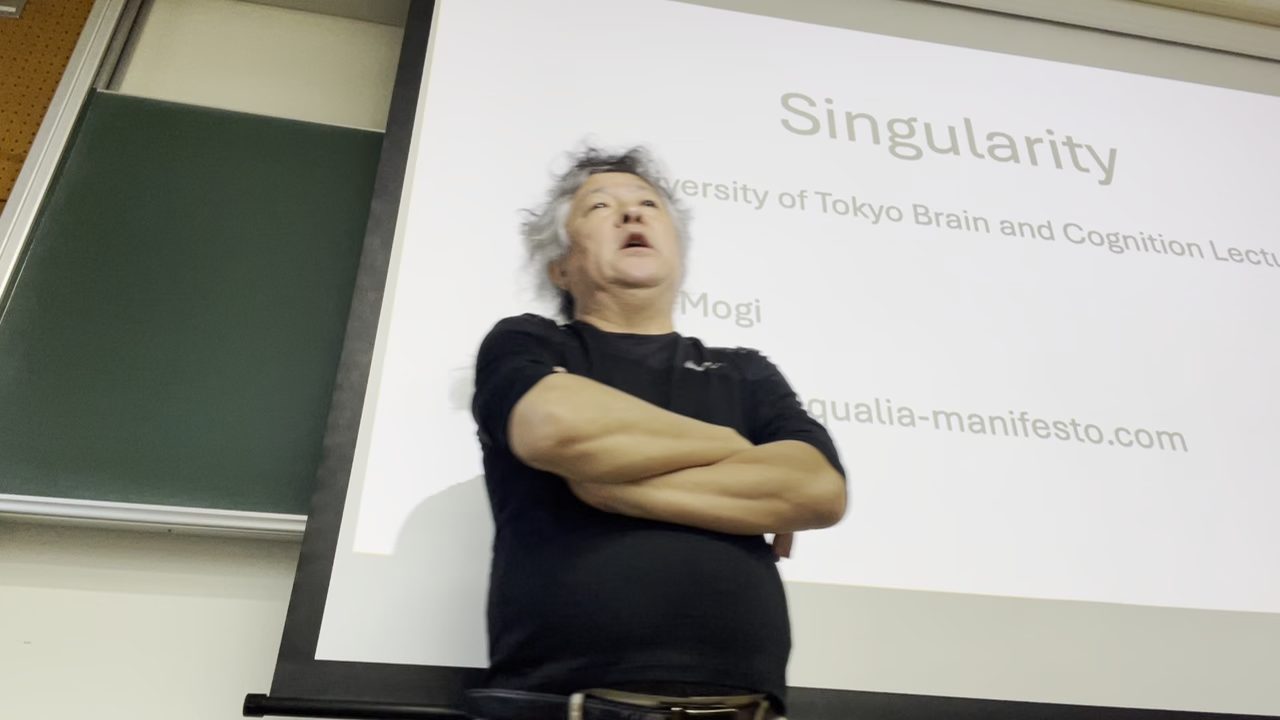 Singularity
versity of Tokyo Brain and Cognition Lectu
Mogi
qualia-manifesto.com